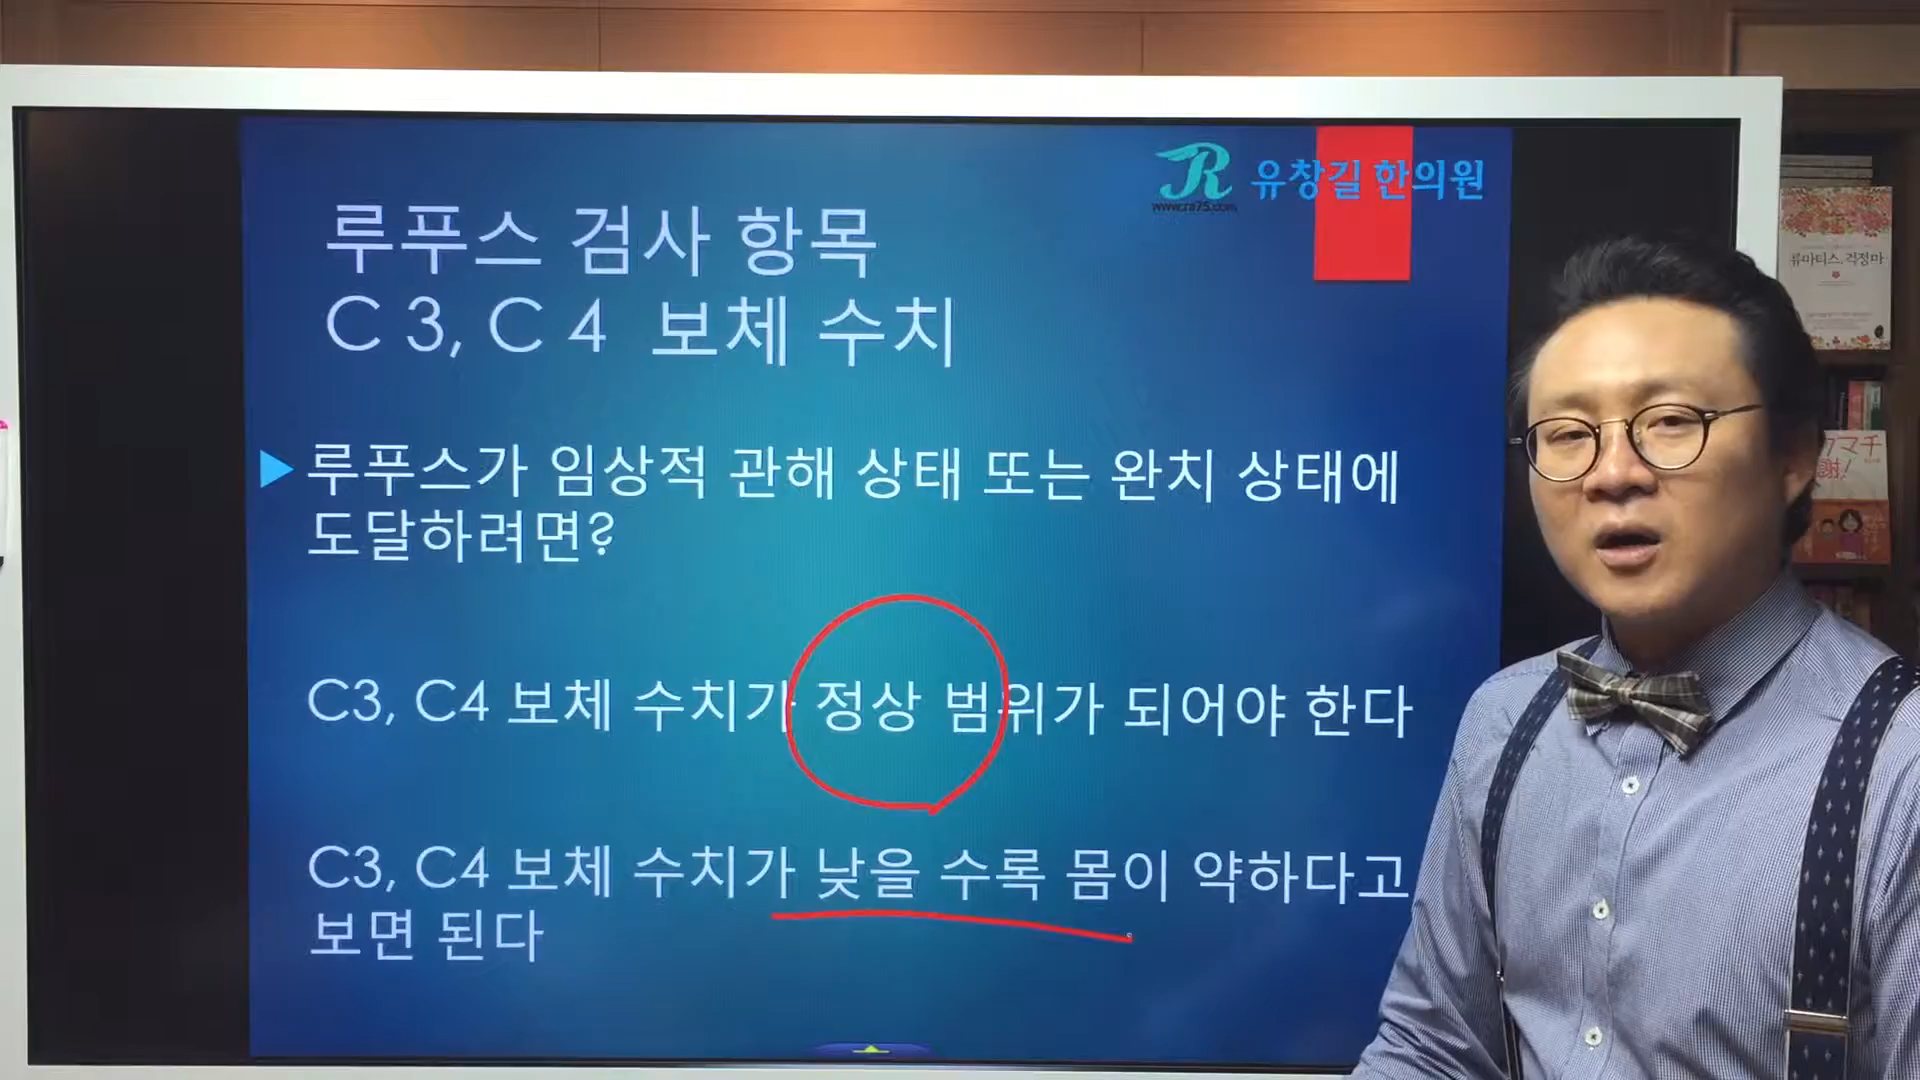 유창길 한의원
www.ra75.com
루푸스 검사 항목
C 3, C 4 보체 수치
루푸스가 임상적 관해 상태 또는 완치 상태에
도달하려면?
C3, C4 보체 수치가 정상 범위가 되어야 한다
C3, C4 보체 수치가 낮을 수록 몸이 약하다고
보면 된다
류마티스, 걱정마